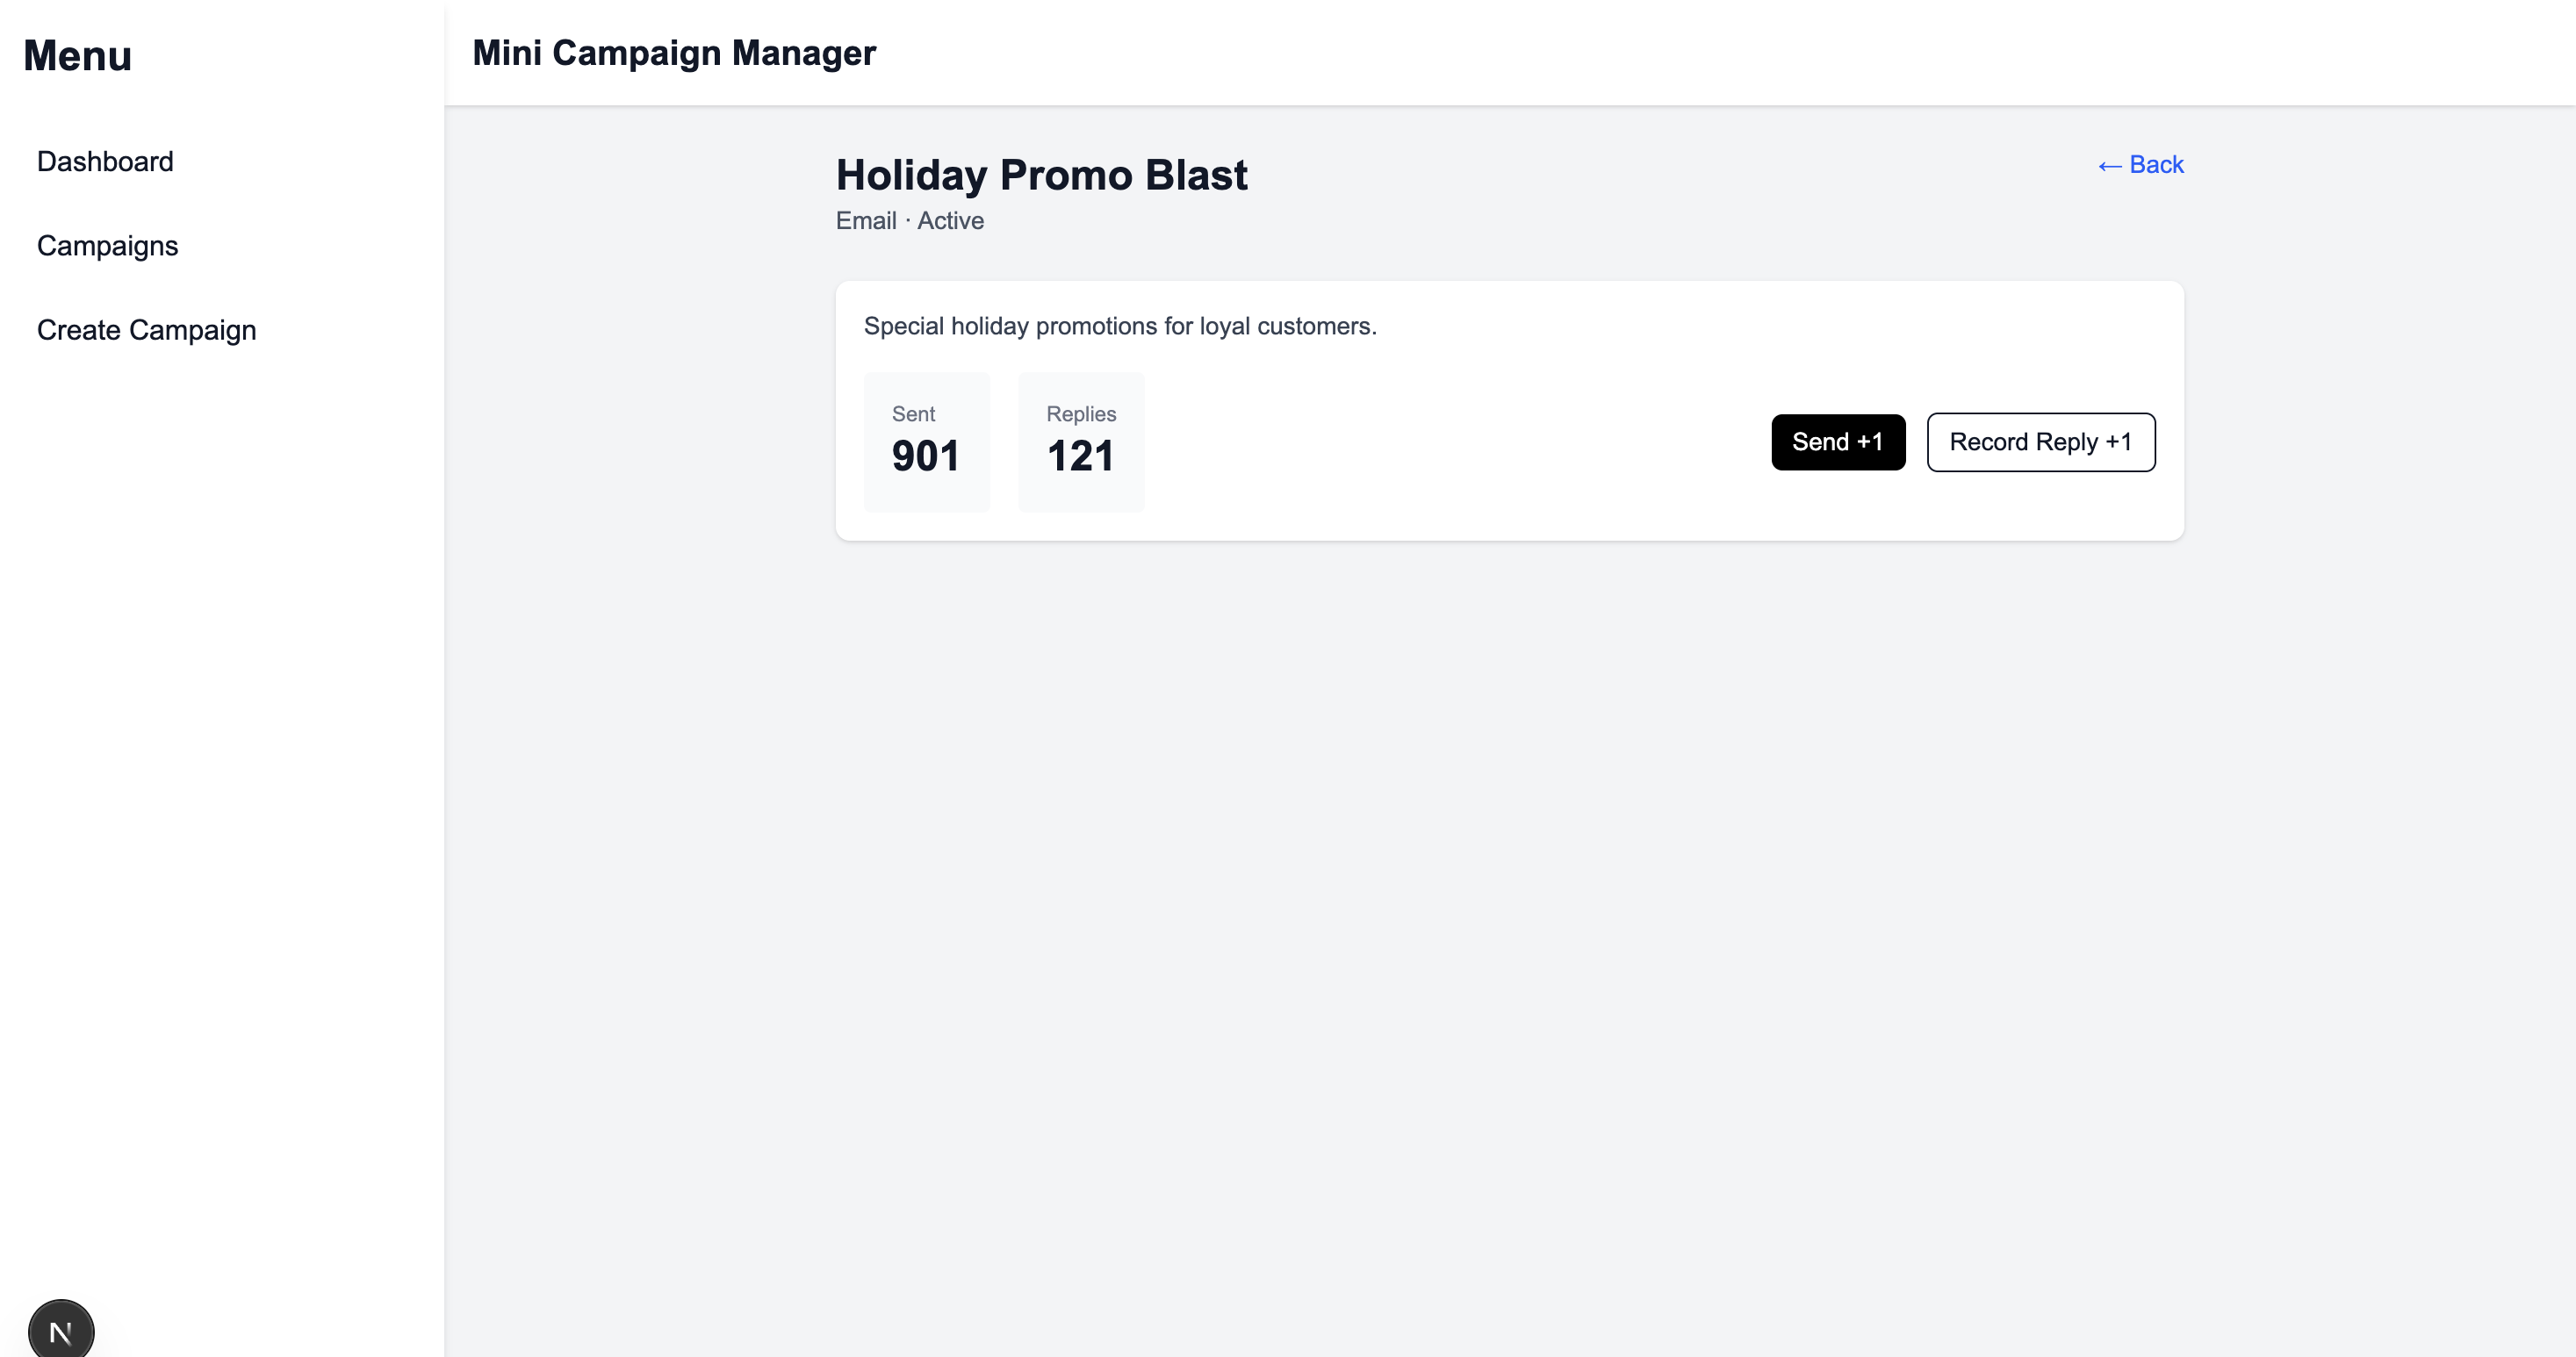 Menu
Dashboard
Campaigns
Create Campaign
Mini Campaign Manager
Holiday Promo Blast
← Back
Email · Active
Special holiday promotions for loyal customers.
Sent
901
Replies
121
Send +1
Record Reply +1
N